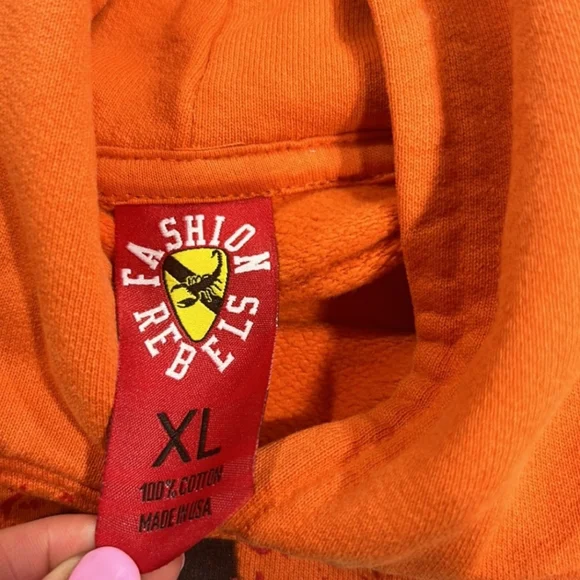 FASHION
REBELS
XL
100% COTTON
MADE IN USA